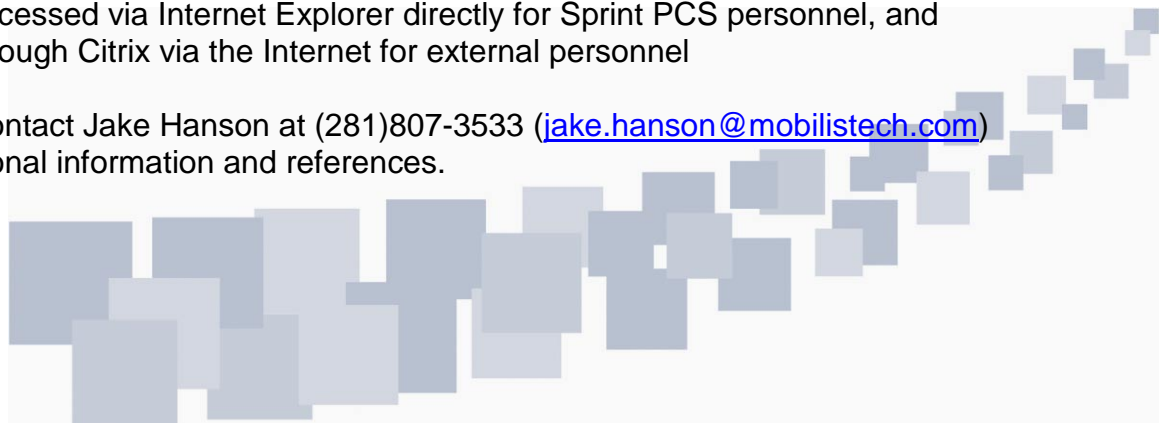 cessed via Internet Explorer directly for Sprint PCS personnel, and
ough Citrix via the Internet for external personnel
ontact Jake Hanson at (281)807-3533 (jake.hanson@mobilistech.com)
onal information and references.